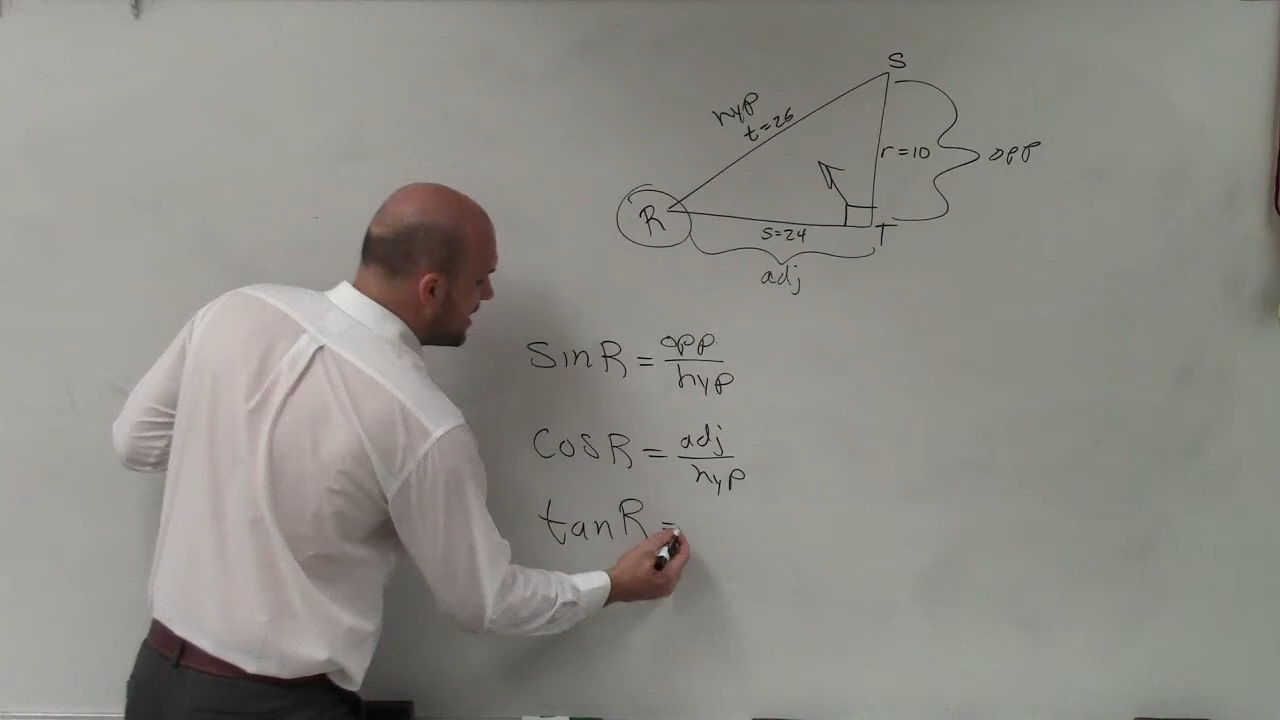 S
hyp
t=26
r=10
opp
R
s=24
T
adj
sin R = opp/hyp
cos R = adj/hyp
tan R =